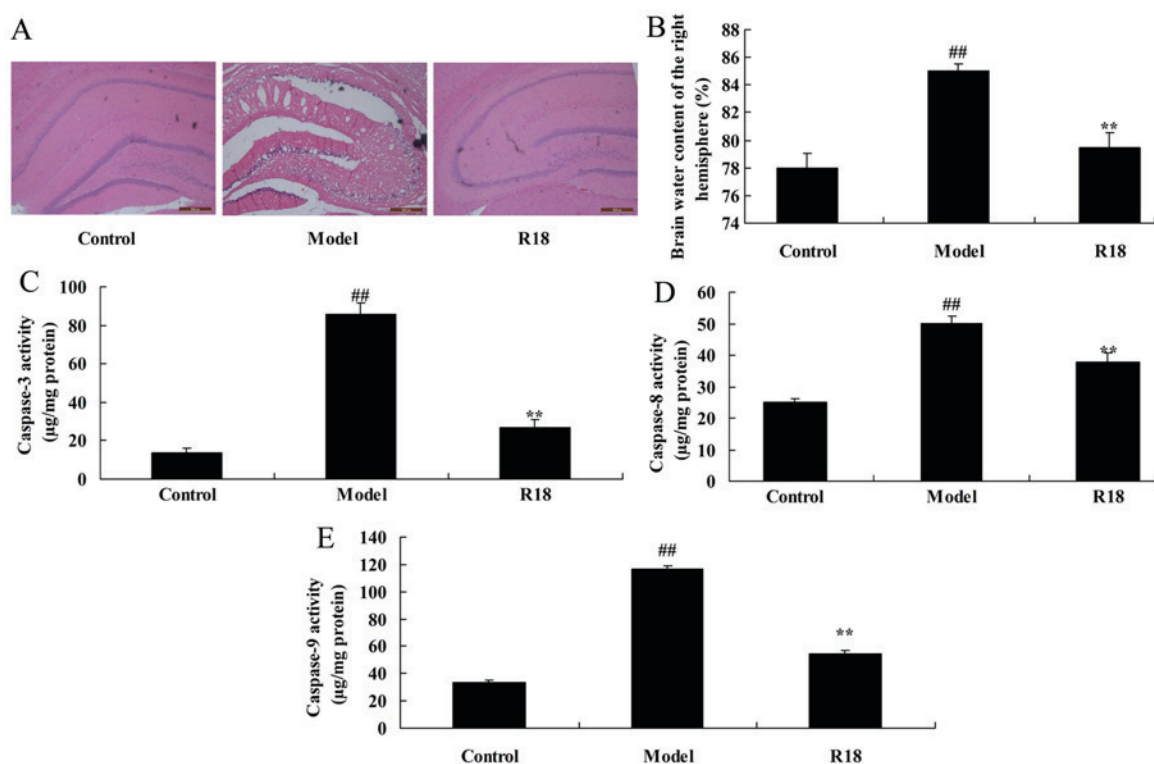 A
Control
Model
R18
B
Brain water content of the right
hemisphere (%)
88
86
84
82
80
78
76
74
##
**
Control
Model
R18
C
Caspase-3 activity
(µg/mg protein)
100
80
60
40
20
0
##
**
Control
Model
R18
D
Caspase-8 activity
(µg/mg protein)
60
50
40
30
20
10
0
##
**
Control
Model
R18
E
Caspase-9 activity
(µg/mg protein)
140
120
100
80
60
40
20
0
##
**
Control
Model
R18